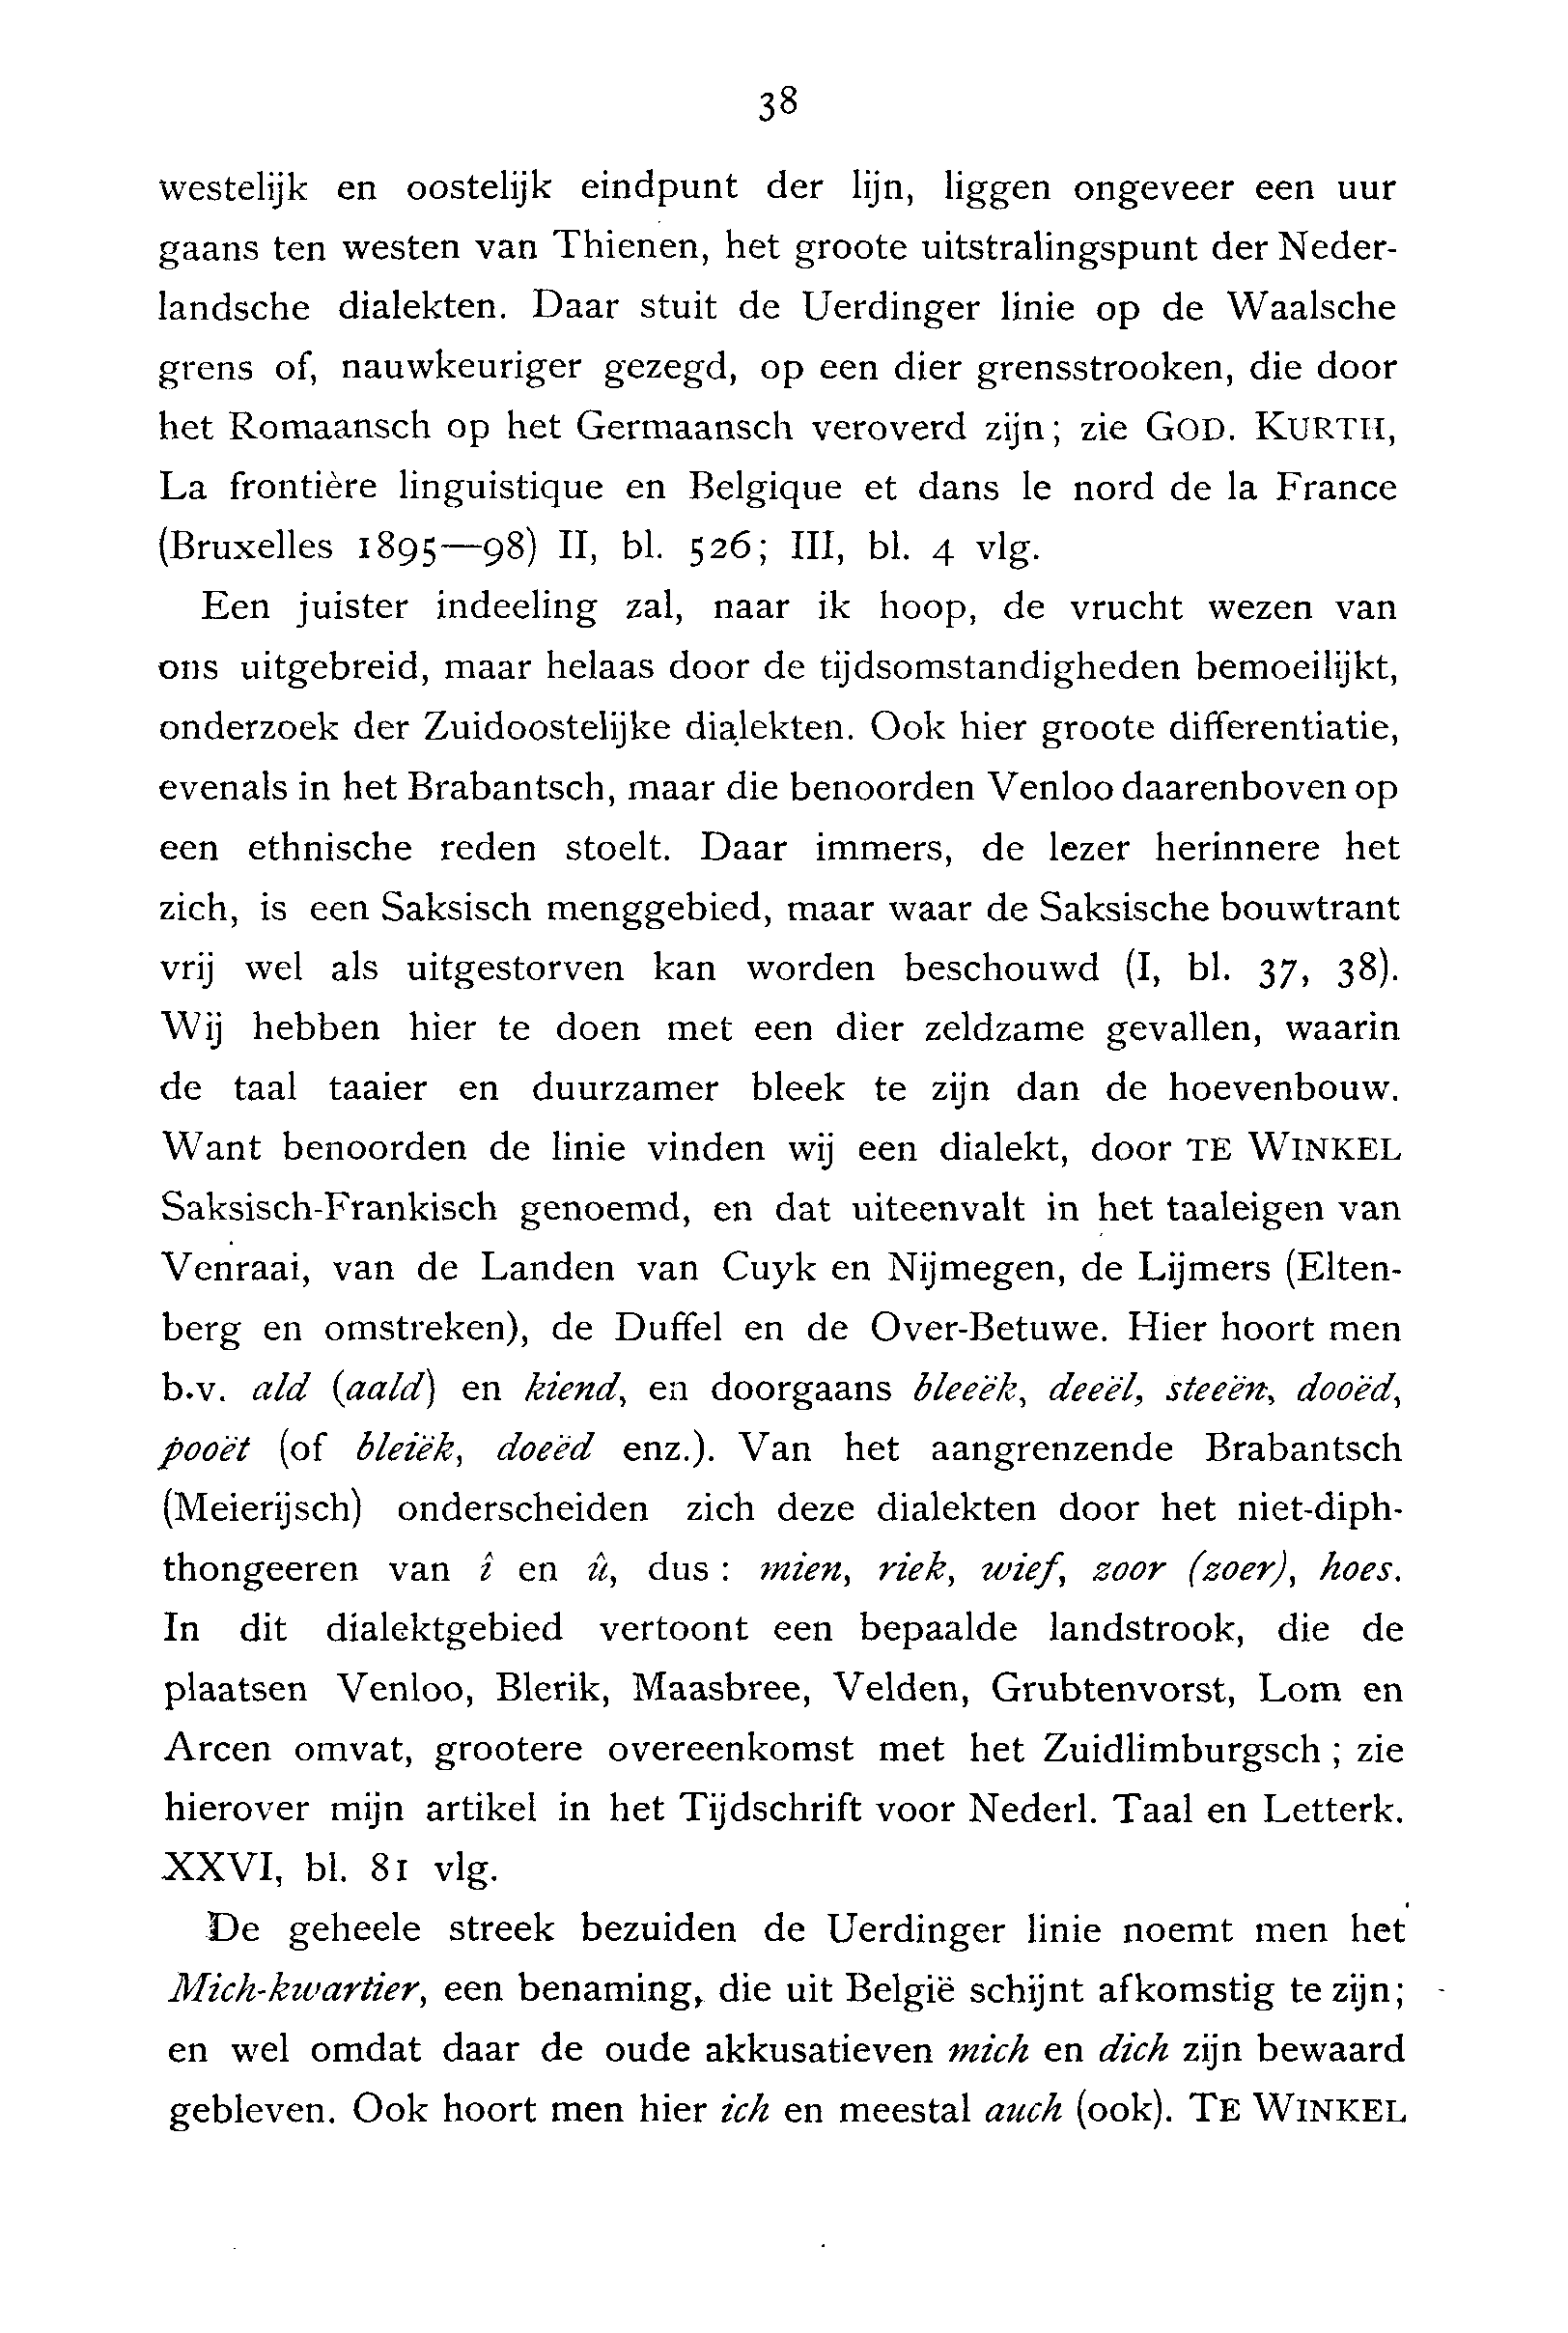 38
westelijk en oostelijk eindpunt der lijn, liggen ongeveer een uur
gaans ten westen van Thienen, het groote uitstralingspunt der Neder-
landsche dialekten. Daar stuit de Uerdinger linie op de Waalsche
grens of, nauwkeuriger gezegd, op een dier grensstrooken, die door
het Romaansch op het Germaansch veroverd zijn; zie GOD. KURTH,
La frontière linguistique en Belgique et dans le nord de la France
(Bruxelles 1895—98) II, bl. 526; III, bl. 4 vlg.
Een juister indeeling zal, naar ik hoop, de vrucht wezen van
ons uitgebreid, maar helaas door de tijdsomstandigheden bemoeilijkt,
onderzoek der Zuidoostelijke dialekten. Ook hier groote differentiatie,
evenals in het Brabantsch, maar die benoorden Venloo daarenboven op
een ethnische reden stoelt. Daar immers, de lezer herinnere het
zich, is een Saksisch menggebied, maar waar de Saksische bouwtrant
vrij wel als uitgestorven kan worden beschouwd (I, bl. 37, 38).
Wij hebben hier te doen met een dier zeldzame gevallen, waarin
de taal taaier en duurzamer bleek te zijn dan de hoevenbouw.
Want benoorden de linie vinden wij een dialekt, door TE WINKEL
Saksisch-Frankisch genoemd, en dat uiteenvalt in het taaleigen van
Venraai, van de Landen van Cuyk en Nijmegen, de Lijmers (Elten-
berg en omstreken), de Duffel en de Over-Betuwe. Hier hoort men
b.v. ald (aald) en kiend, en doorgaans bleeëk, deeël, steeën, dooëd,
pooët (of bleiëk, doeëd enz.). Van het aangrenzende Brabantsch
(Meierijsch) onderscheiden zich deze dialekten door het niet-diph-
thongeeren van î en û, dus : mien, riek, wief, zoor (zoer), hoes.
In dit dialektgebied vertoont een bepaalde landstrook, die de
plaatsen Venloo, Blerik, Maasbree, Velden, Grubtenvorst, Lom en
Arcen omvat, grootere overeenkomst met het Zuidlimburgsch ; zie
hierover mijn artikel in het Tijdschrift voor Nederl. Taal en Letterk.
XXVI, bl. 81 vlg.
De geheele streek bezuiden de Uerdinger linie noemt men het
Mich-kwartier, een benaming, die uit België schijnt afkomstig te zijn;
en wel omdat daar de oude akkusatieven mich en dich zijn bewaard
gebleven. Ook hoort men hier ich en meestal auch (ook). TE WINKEL